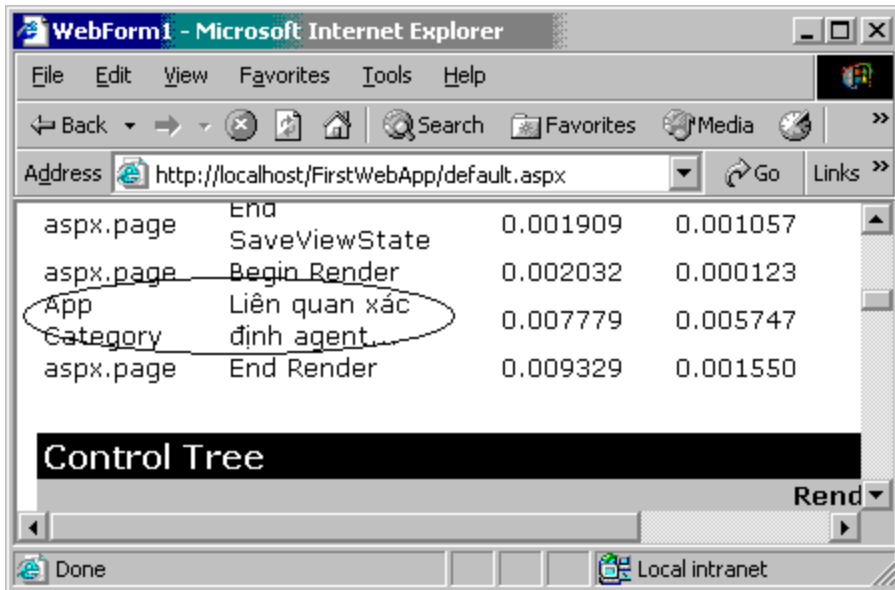 WebForm1 - Microsoft Internet Explorer
File Edit View Favorites Tools Help
Back Search Favorites Media »
Address http://localhost/FirstWebApp/default.aspx Go Links »
aspx.page End SaveViewState 0.001909 0.001057
aspx.page Begin Render 0.002032 0.000123
App Category Liên quan xác định agent... 0.007779 0.005747
aspx.page End Render 0.009329 0.001550
Control Tree
Rend
Done Local intranet